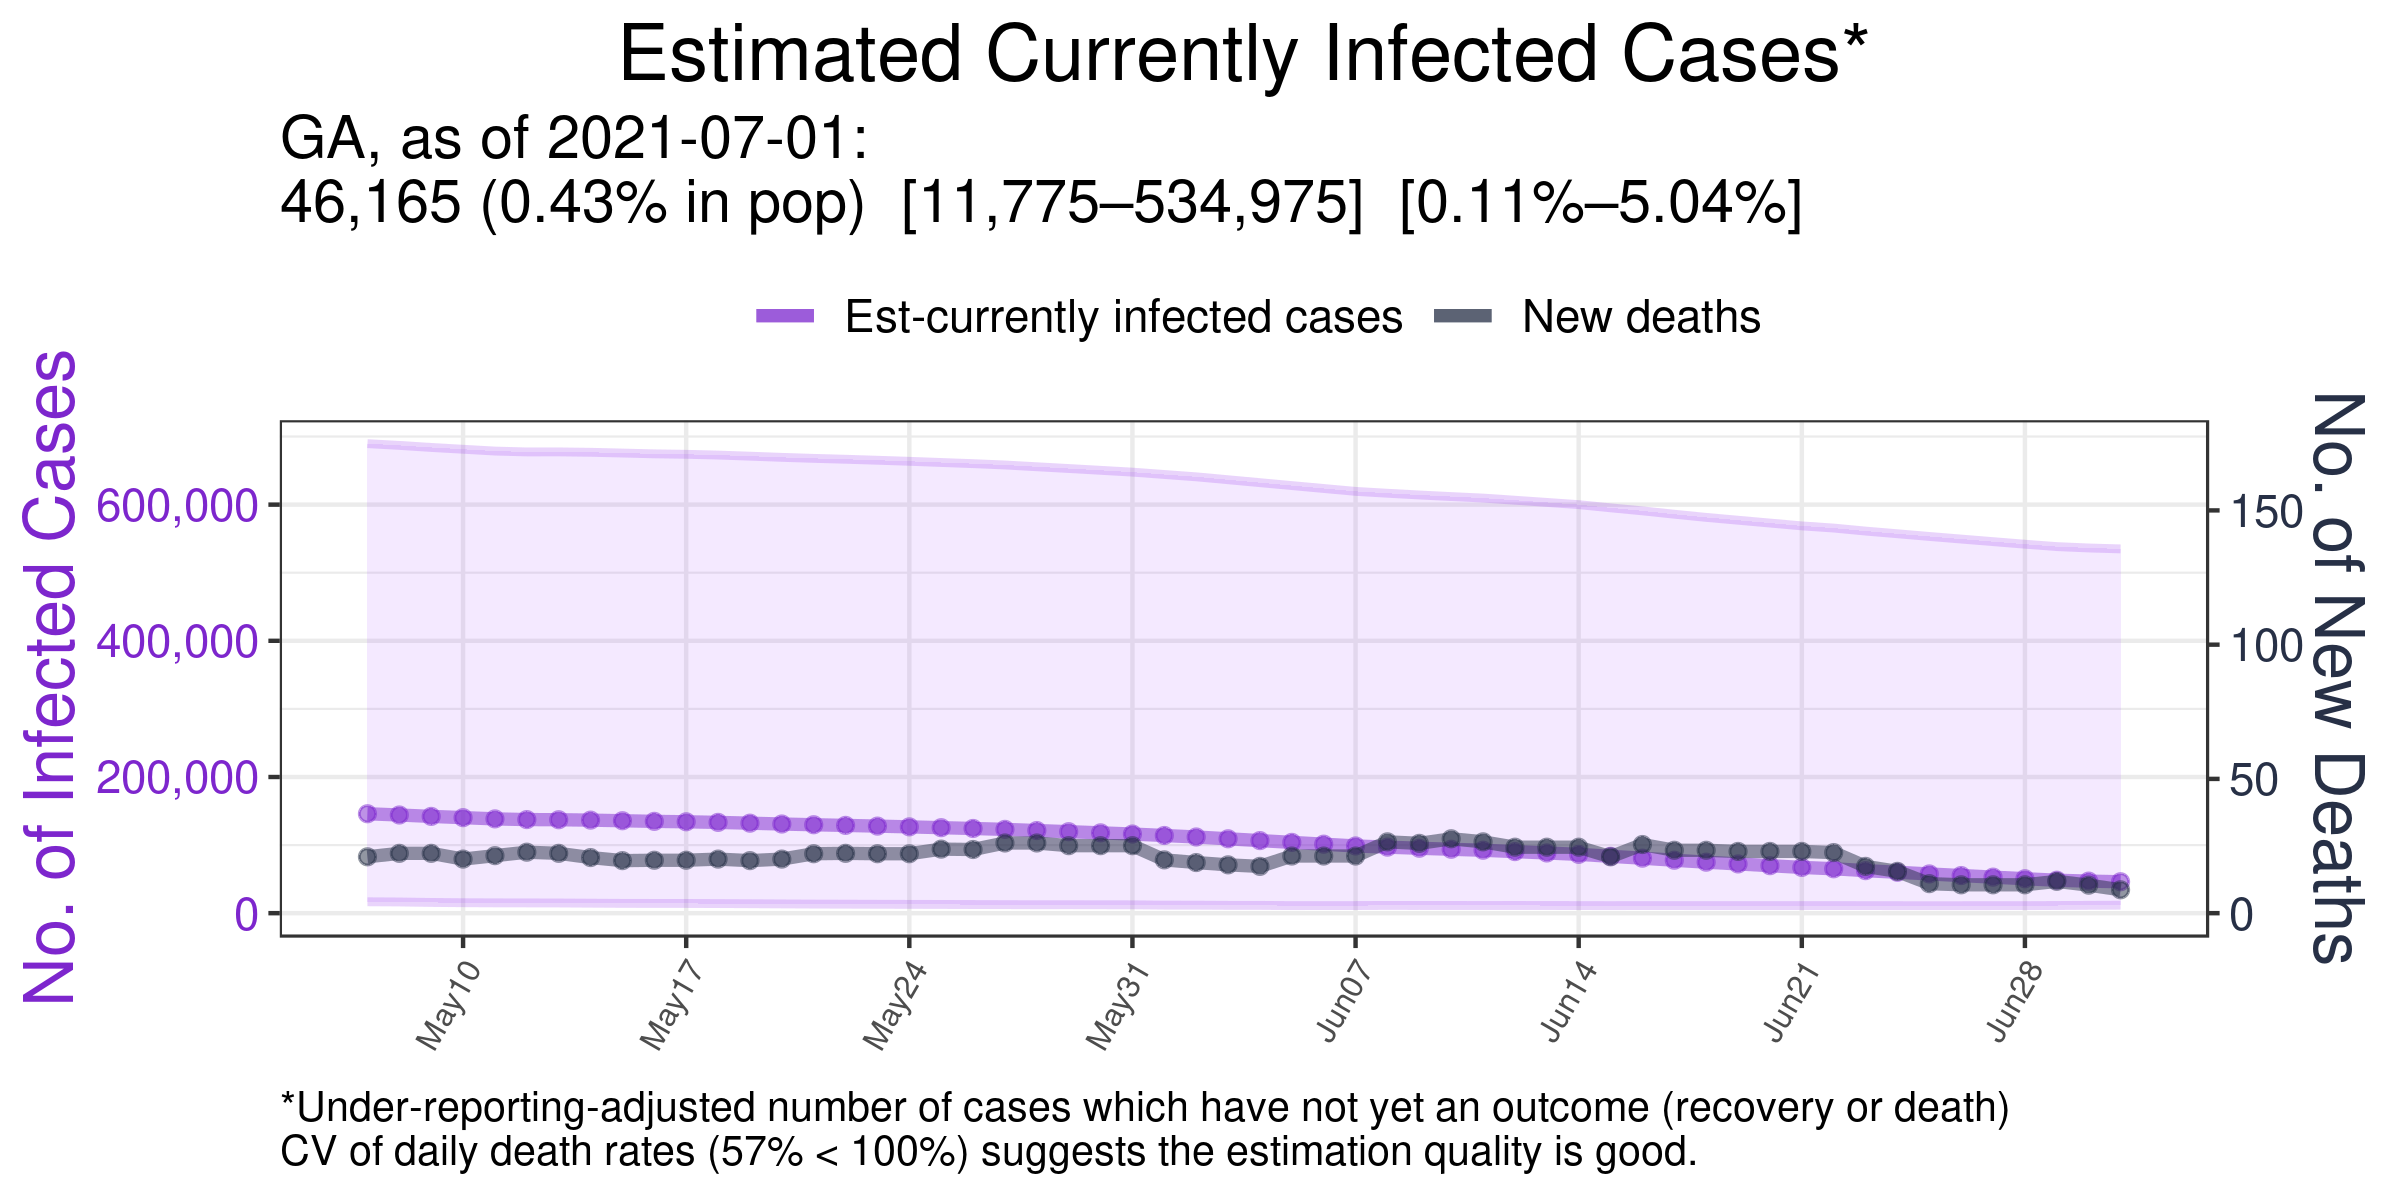 Estimated Currently Infected Cases*
GA, as of 2021-07-01:
46,165 (0.43% in pop)  [11,775–534,975]  [0.11%–5.04%]
Est-currently infected cases
New deaths
No. of Infected Cases
600,000
400,000
200,000
0
150
100
50
0
No. of New Deaths
May10
May17
May24
May31
Jun07
Jun14
Jun21
Jun28
*Under-reporting-adjusted number of cases which have not yet an outcome (recovery or death)
CV of daily death rates (57% < 100%) suggests the estimation quality is good.